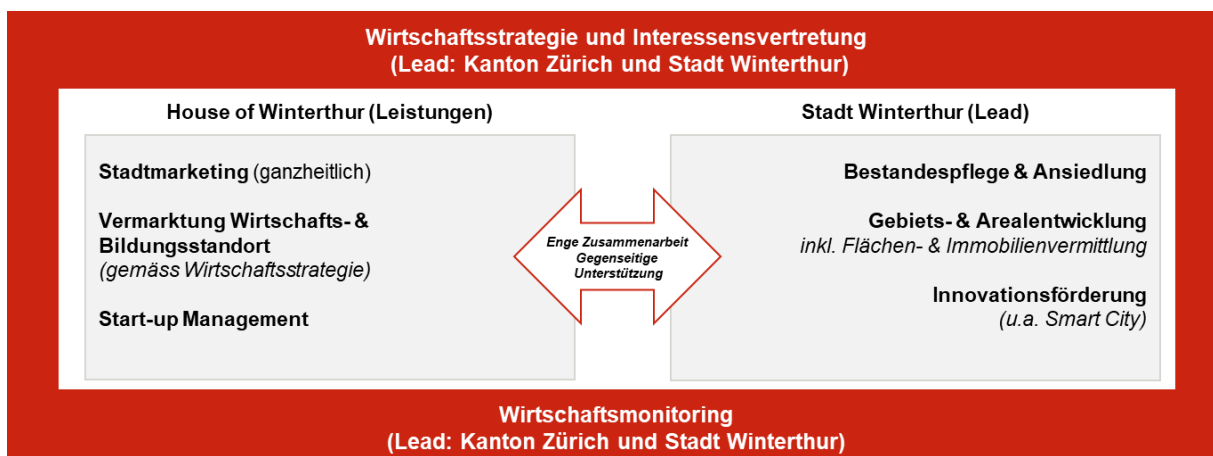 Wirtschaftsstrategie und Interessensvertretung
(Lead: Kanton Zürich und Stadt Winterthur)
House of Winterthur (Leistungen)
Stadtmarketing (ganzheitlich)
Vermarktung Wirtschafts- &
Bildungsstandort
(gemäss Wirtschaftsstrategie)
Start-up Management
Enge Zusammenarbeit
Gegenseitige
Unterstützung
Stadt Winterthur (Lead)
Bestandespflege & Ansiedlung
Gebiets- & Arealentwicklung
inkl. Flächen- & Immobilienvermittlung
Innovationsförderung
(u.a. Smart City)
Wirtschaftsmonitoring
(Lead: Kanton Zürich und Stadt Winterthur)